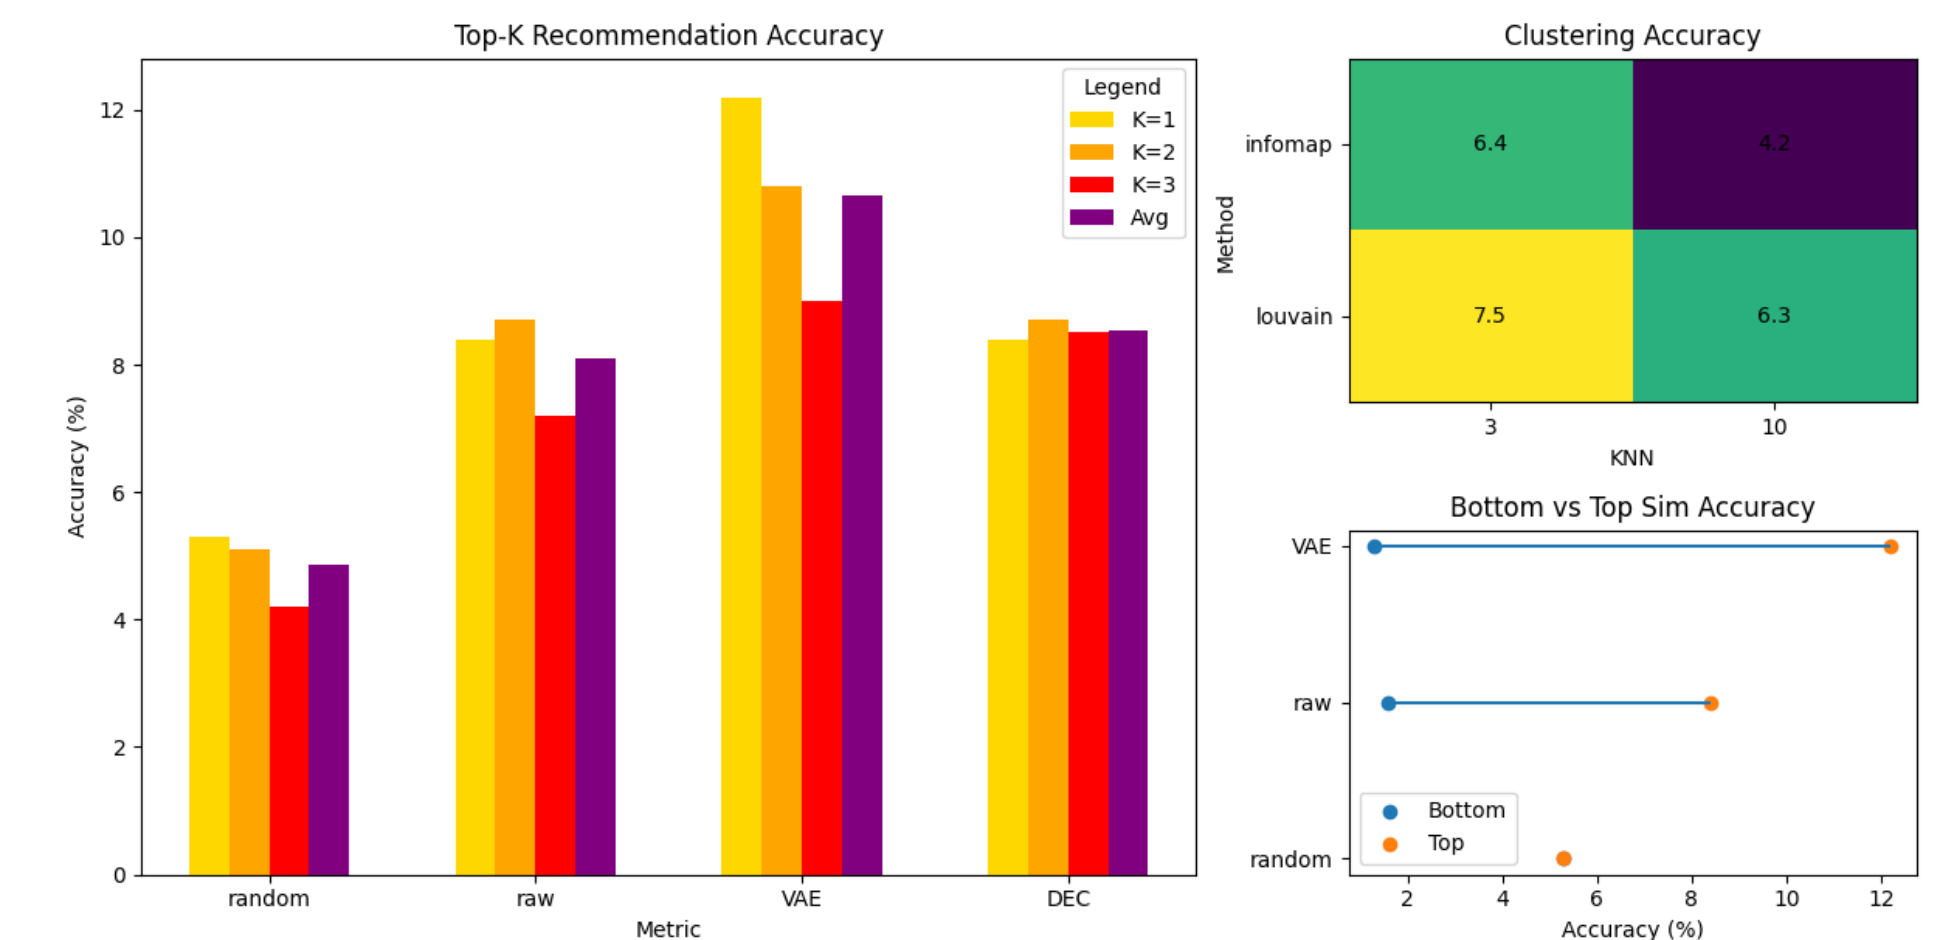 Top-K Recommendation Accuracy
Accuracy (%)
12
10
8
6
4
2
0
random
raw
VAE
DEC
Metric
Legend
K=1
K=2
K=3
Avg
Clustering Accuracy
Method
infomap
louvain
6.4
4.2
7.5
6.3
3
10
KNN
Bottom vs Top Sim Accuracy
VAE
raw
random
Bottom
Top
2
4
6
8
10
12
Accuracy (%)